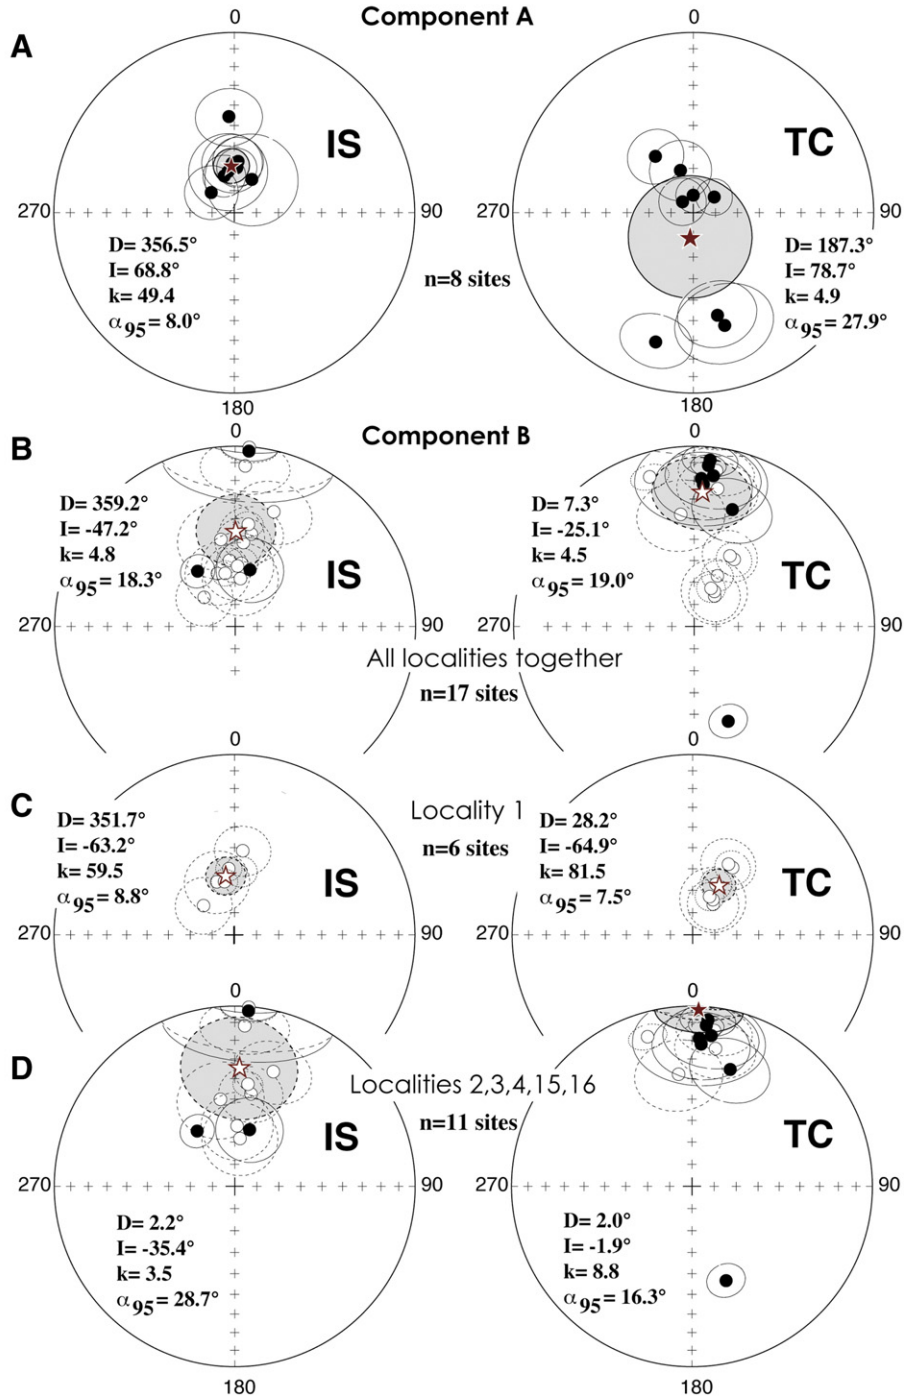 Component A
A
0
0
IS
TC
270
90
270
90
D= 356.5°
I= 68.8°
k= 49.4
α95= 8.0°
n=8 sites
D= 187.3°
I= 78.7°
k= 4.9
α95= 27.9°
180
180
Component B
B
0
0
D= 359.2°
I= -47.2°
k= 4.8
α95= 18.3°
IS
D= 7.3°
I= -25.1°
k= 4.5
α95= 19.0°
TC
270
90
270
90
All localities together
n=17 sites
C
0
0
D= 351.7°
I= -63.2°
k= 59.5
α95= 8.8°
IS
Locality 1
n=6 sites
D= 28.2°
I= -64.9°
k= 81.5
α95= 7.5°
TC
270
90
270
90
D
0
0
Localities 2,3,4,15,16
n=11 sites
IS
TC
270
90
270
90
D= 2.2°
I= -35.4°
k= 3.5
α95= 28.7°
D= 2.0°
I= -1.9°
k= 8.8
α95= 16.3°
180
180